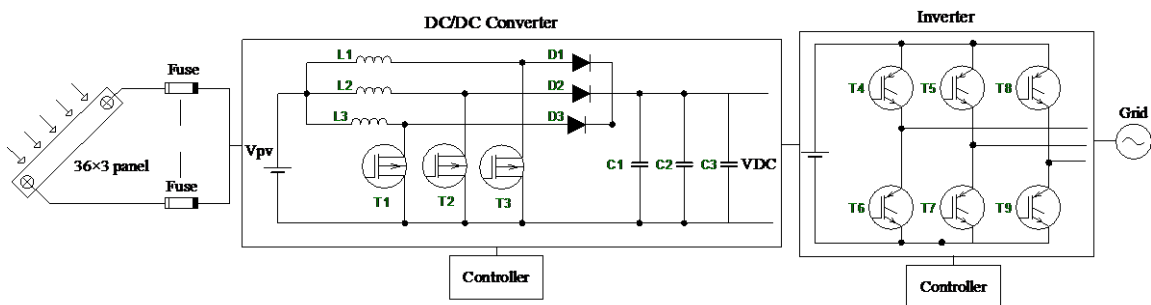 DC/DC Converter
Inverter
Fuse
Fuse
36×3 panel
Vpv
L1
L2
L3
D1
D2
D3
T1
T2
T3
C1
C2
C3
VDC
T4
T5
T8
T6
T7
T9
Grid
Controller
Controller